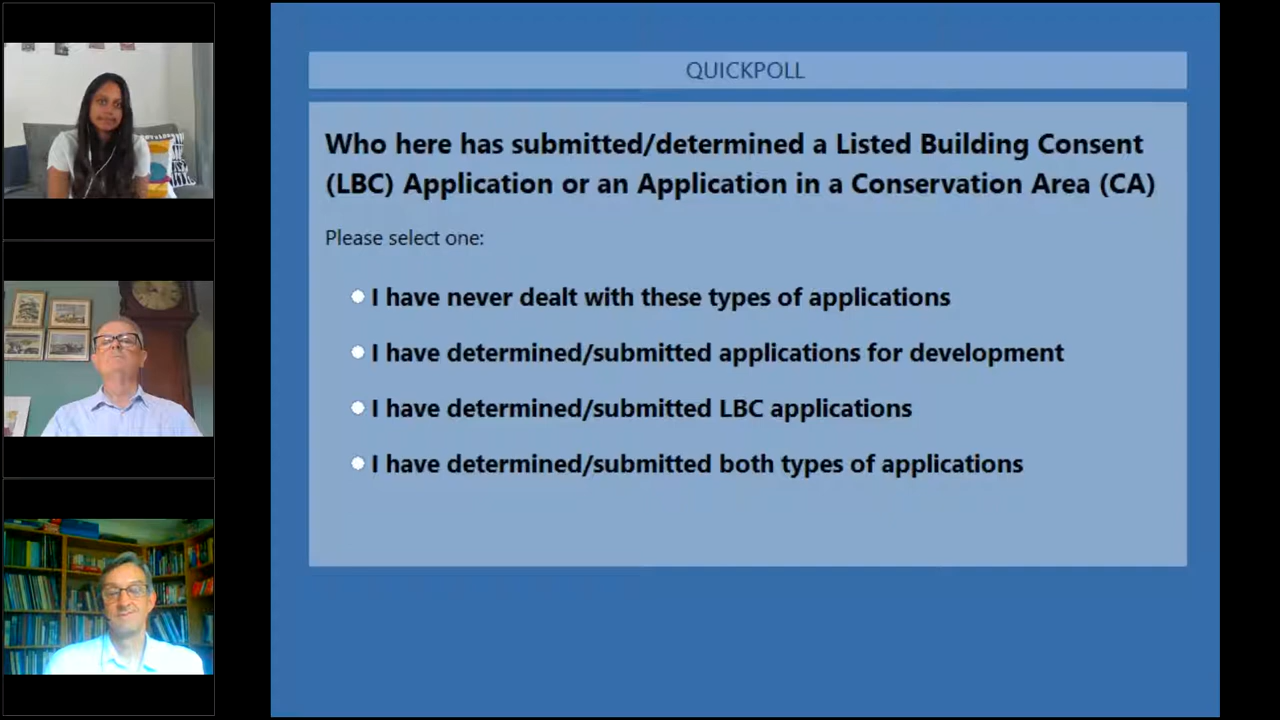 QUICKPOLL
Who here has submitted/determined a Listed Building Consent
(LBC) Application or an Application in a Conservation Area (CA)
Please select one:
I have never dealt with these types of applications
I have determined/submitted applications for development
I have determined/submitted LBC applications
I have determined/submitted both types of applications